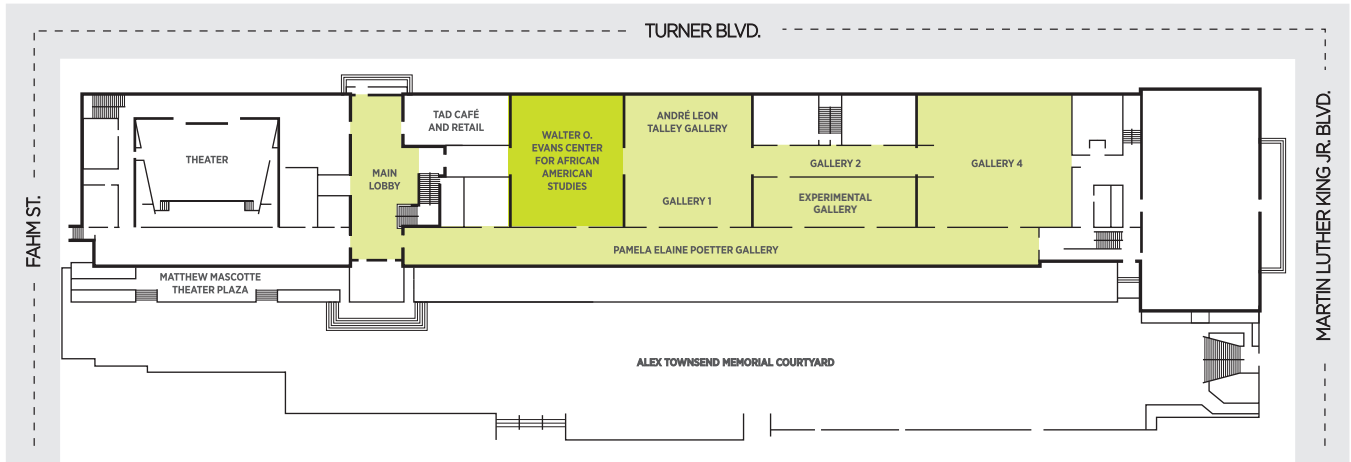 TURNER BLVD.
FAHM ST.
MARTIN LUTHER KING JR. BLVD.
THEATER
MAIN
LOBBY
TAD CAFÉ
AND RETAIL
WALTER O.
EVANS CENTER
FOR AFRICAN
AMERICAN
STUDIES
ANDRÉ LEON
TALLEY GALLERY
GALLERY 1
GALLERY 2
EXPERIMENTAL
GALLERY
GALLERY 4
PAMELA ELAINE POETTER GALLERY
MATTHEW MASCOTTE
THEATER PLAZA
ALEX TOWNSEND MEMORIAL COURTYARD